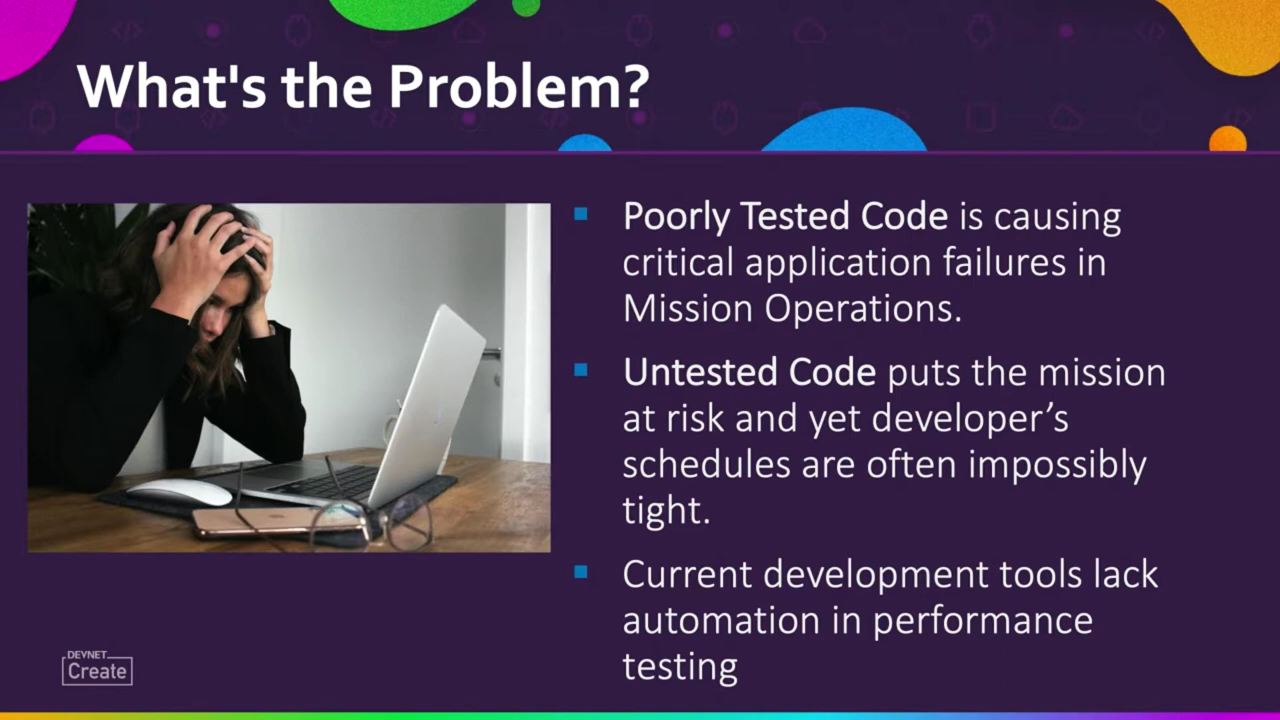 What's the Problem?
Poorly Tested Code is causing
critical application failures in
Mission Operations.
Untested Code puts the mission
at risk and yet developer’s
schedules are often impossibly
tight.
Current development tools lack
automation in performance
testing
DEVNET
Create